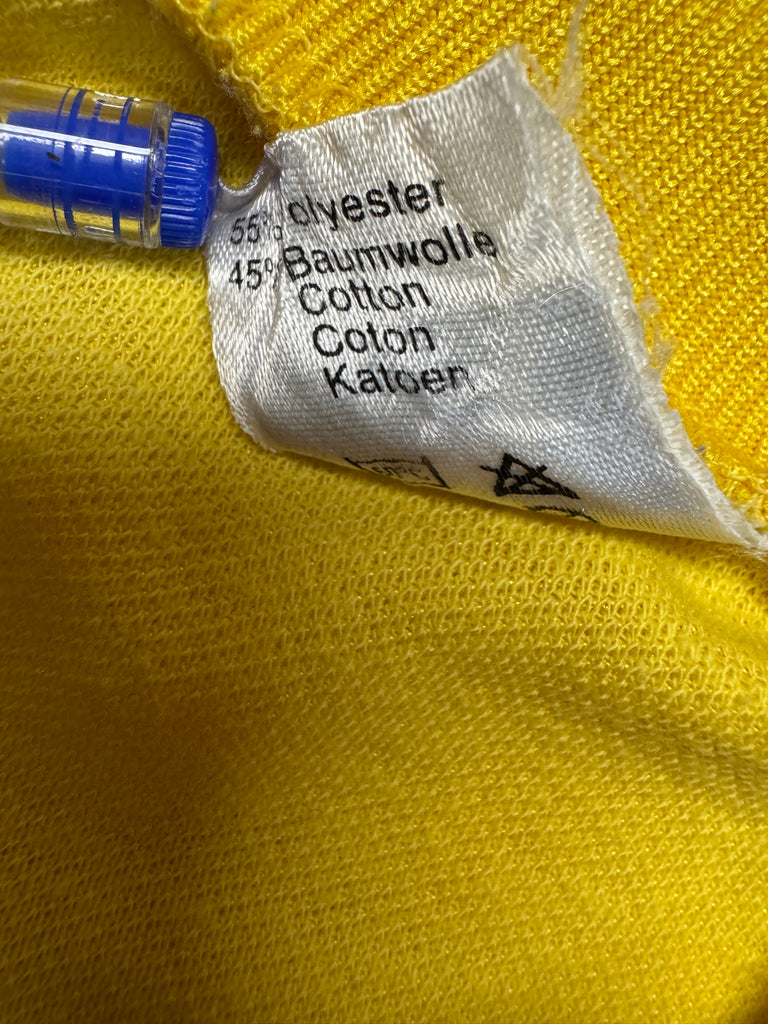 55% olyester
45% Baumwolle
Cotton
Coton
Katoen